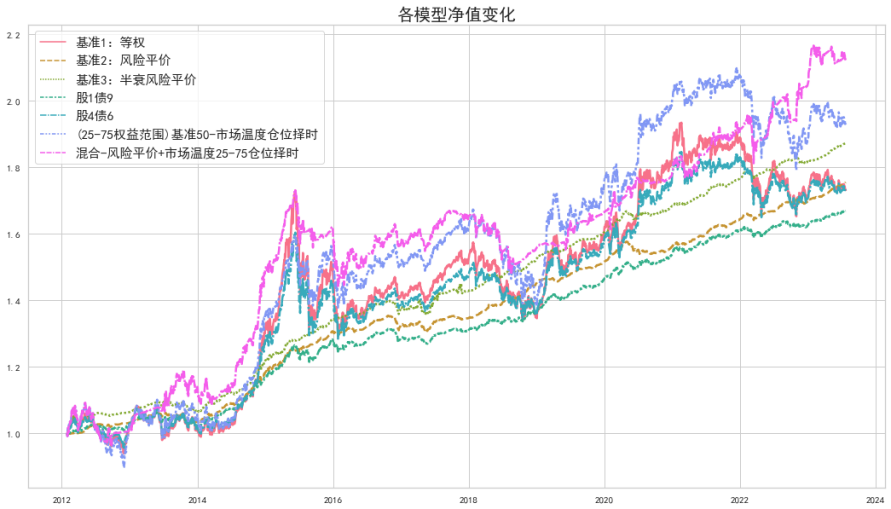 各模型净值变化
基准1：等权
基准2：风险平价
基准3：半衰风险平价
股1债9
股4债6
(25-75权益范围)基准50-市场温度仓位择时
混合-风险平价+市场温度25-75仓位择时
2.2
2.0
1.8
1.6
1.4
1.2
1.0
2012 2014 2016 2018 2020 2022 2024